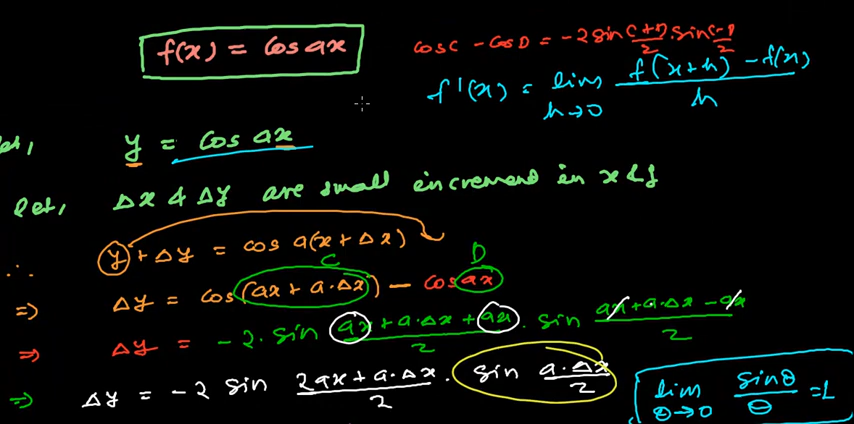 f(x) = Cosax
cosC - CosD = -2 sin C+D/2 . sin C-D/2
f'(x) = lim h→0 f(x+h) - f(x) / h
y = cos ax
Let, Δx & Δy are small increment in x & y
∴ y + Δy = cos a(x + Δx)
C D
⇒ Δy = cos(ax + a.Δx) - cos ax
⇒ Δy = -2. sin ax + a.Δx + ax / 2 . sin ax + a.Δx - ax / 2
⇒ Δy = -2 sin 2ax + a.Δx / 2 . sin a.Δx / 2
lim θ→0 sinθ / θ = 1